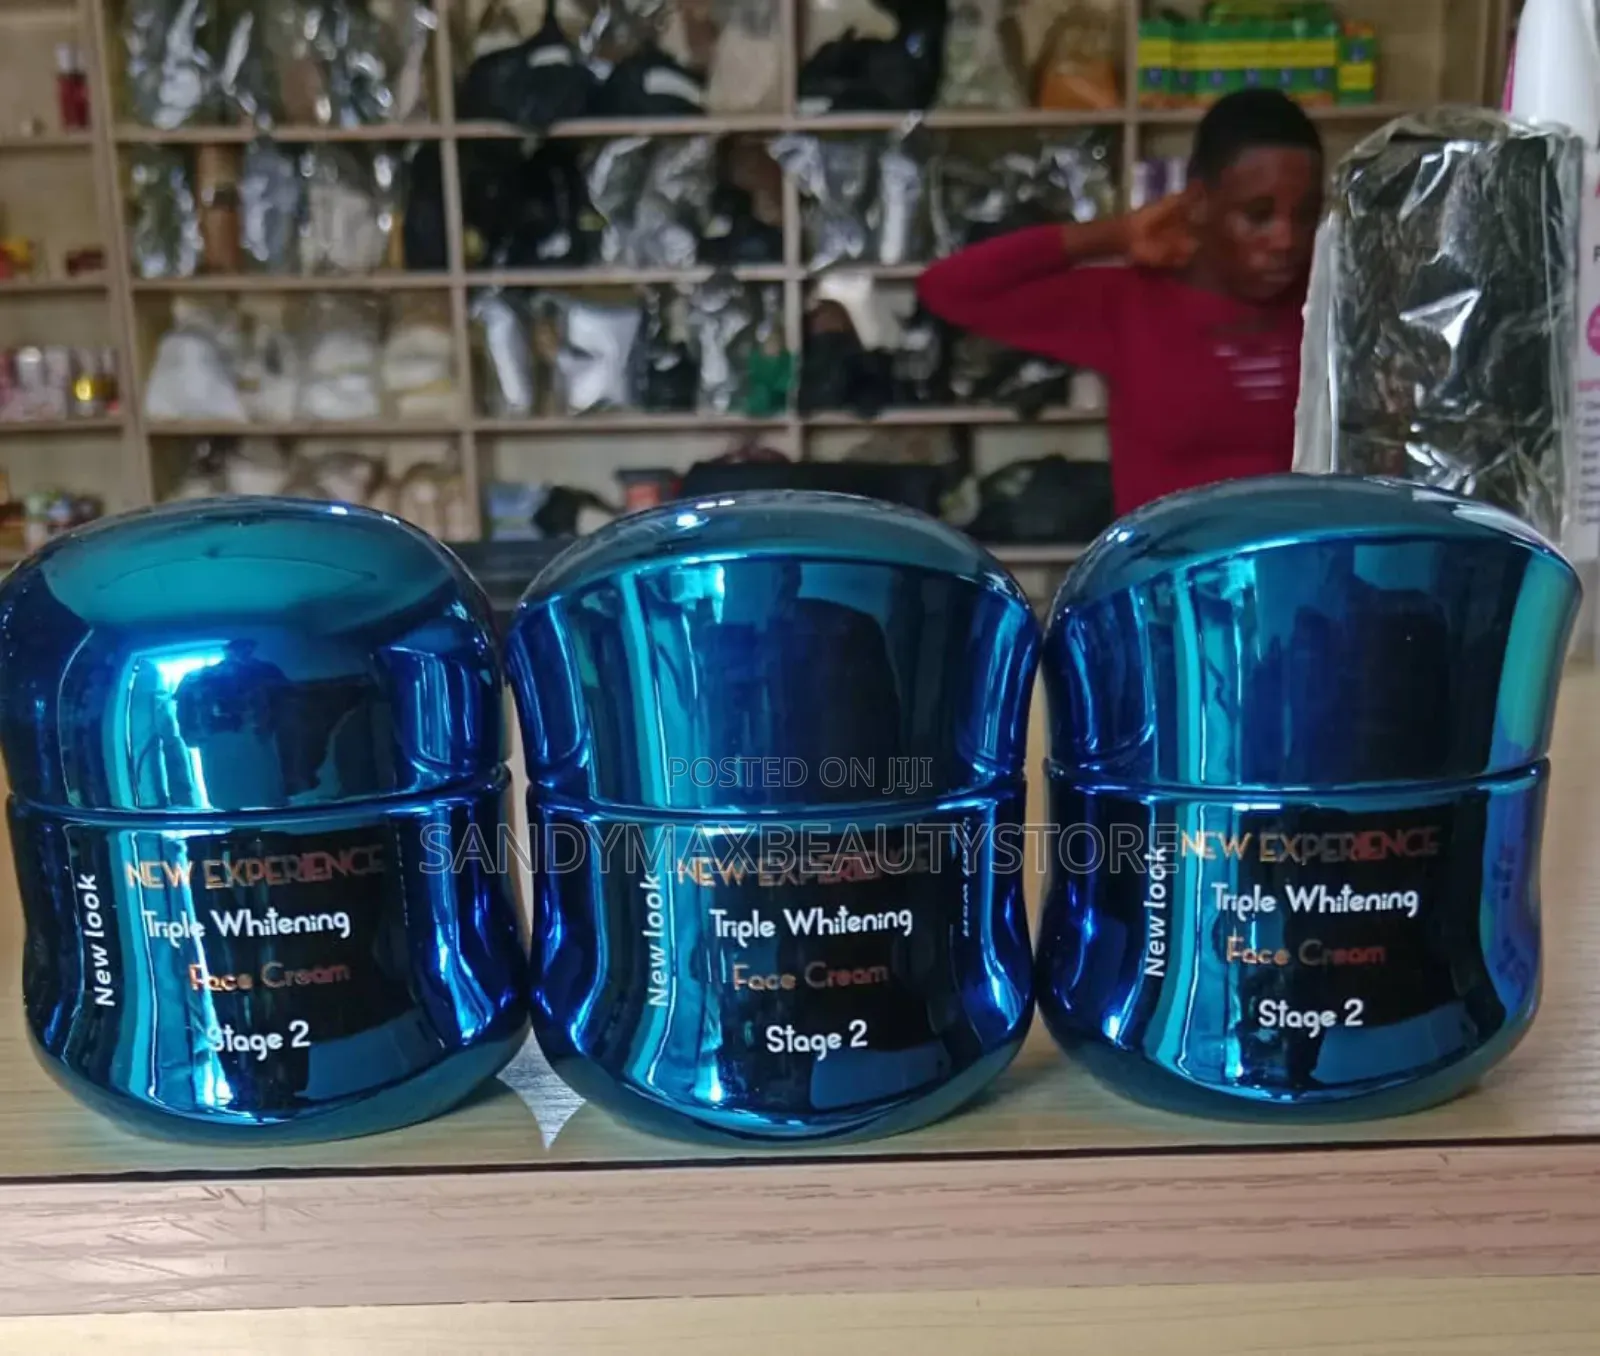 POSTED ON JIJI
SANDYMAXBEAUTYSTORE
New look
NEW EXPERIENCE
Triple Whitening
Face Cream
Stage 2
New look
NEW EXPERIENCE
Triple Whitening
Face Cream
Stage 2
New look
NEW EXPERIENCE
Triple Whitening
Face Cream
Stage 2